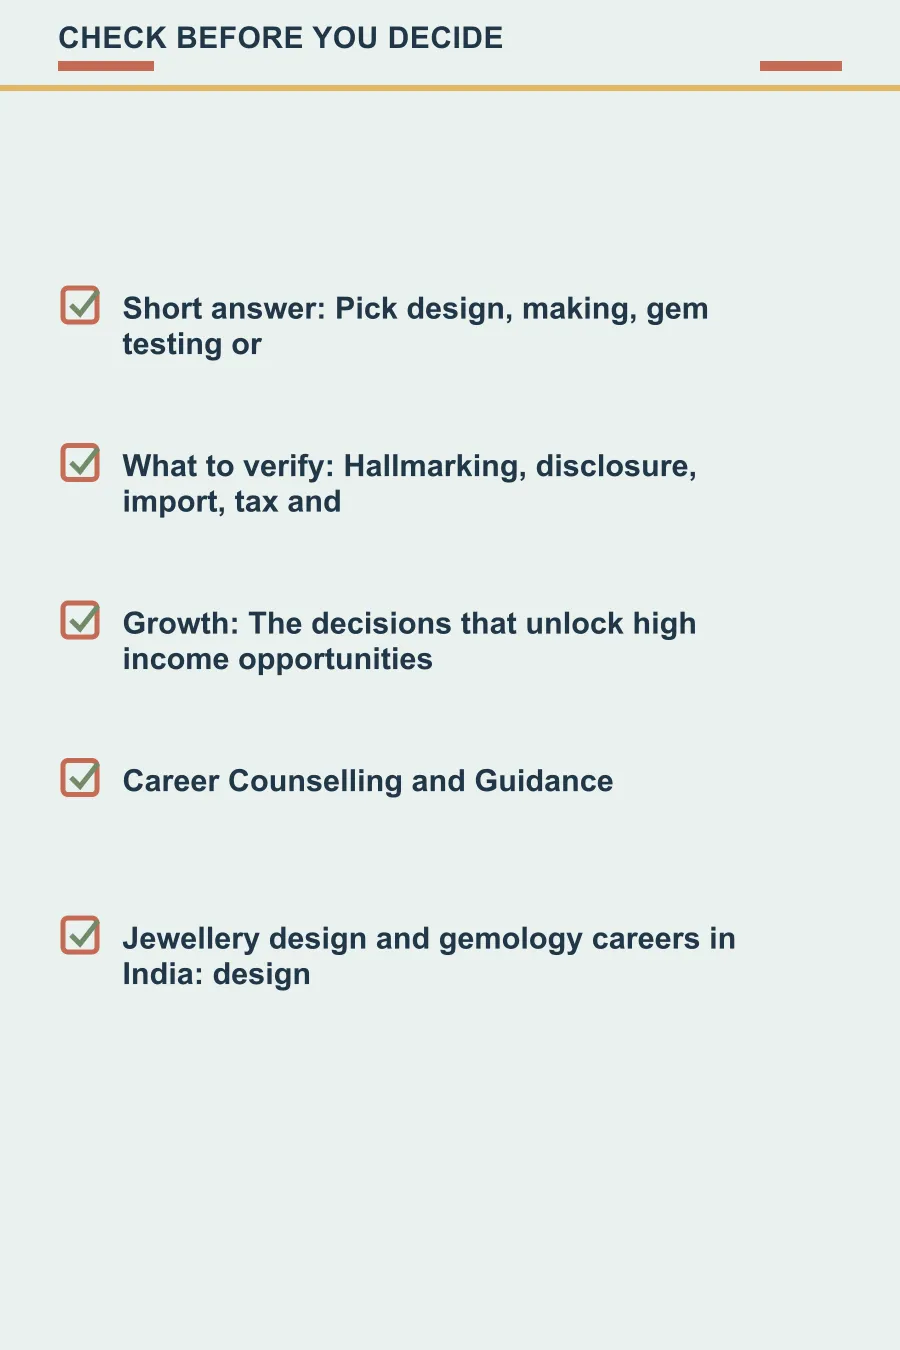 CHECK BEFORE YOU DECIDE
Short answer: Pick design, making, gem
testing or
What to verify: Hallmarking, disclosure,
import, tax and
Growth: The decisions that unlock high
income opportunities
Career Counselling and Guidance
Jewellery design and gemology careers in
India: design